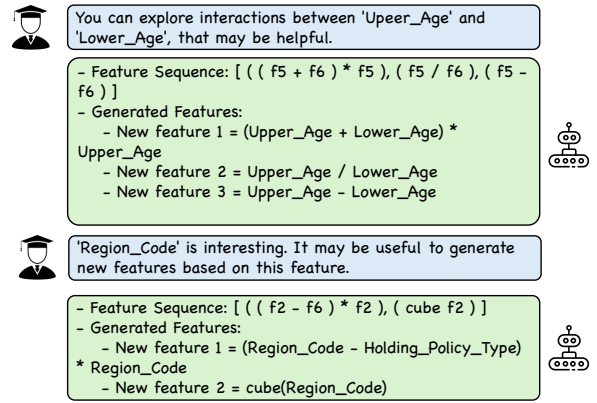 You can explore interactions between 'Upeer_Age' and
'Lower_Age', that may be helpful.
- Feature Sequence: [ ( ( f5 + f6 ) * f5 ), ( f5 / f6 ), ( f5 -
f6 ) ]
- Generated Features:
- New feature 1 = (Upper_Age + Lower_Age) *
Upper_Age
- New feature 2 = Upper_Age / Lower_Age
- New feature 3 = Upper_Age - Lower_Age
'Region_Code' is interesting. It may be useful to generate
new features based on this feature.
- Feature Sequence: [ ( ( f2 - f6 ) * f2 ), ( cube f2 ) ]
- Generated Features:
- New feature 1 = (Region_Code - Holding_Policy_Type)
* Region_Code
- New feature 2 = cube(Region_Code)